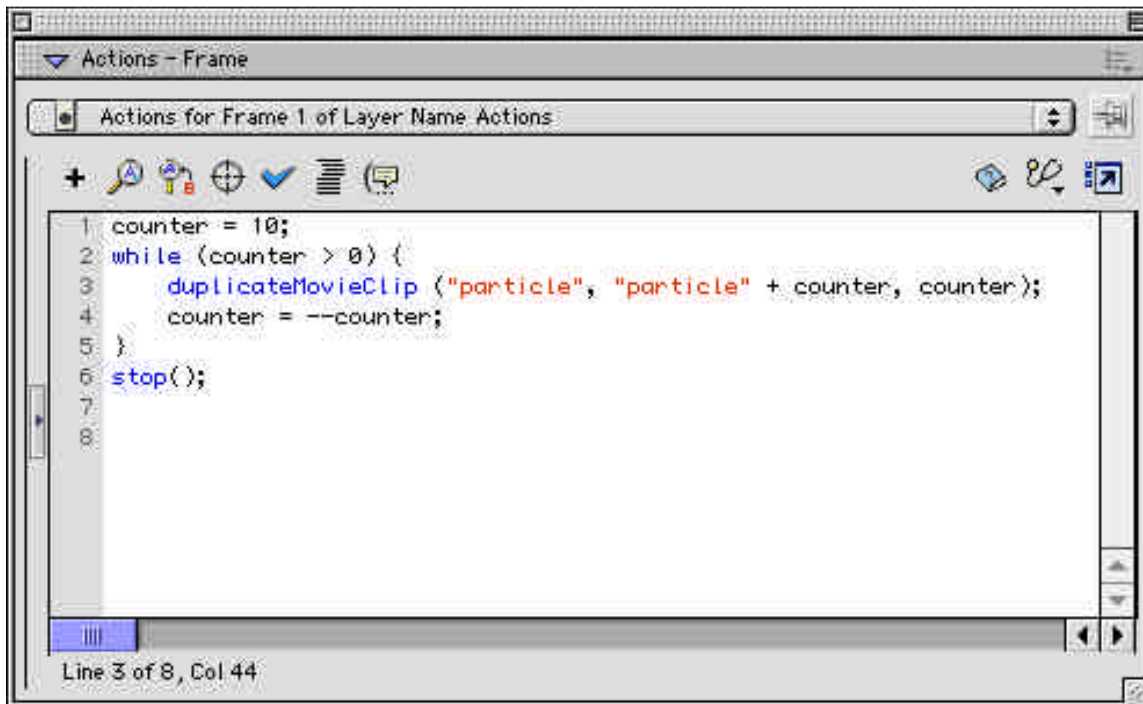 Actions - Frame
Actions for Frame 1 of Layer Name Actions
1 counter = 10;
2 while (counter > 0) {
3 duplicateMovieClip ("particle", "particle" + counter, counter);
4 counter = --counter;
5 }
6 stop();
7
8
Line 3 of 8, Col 44